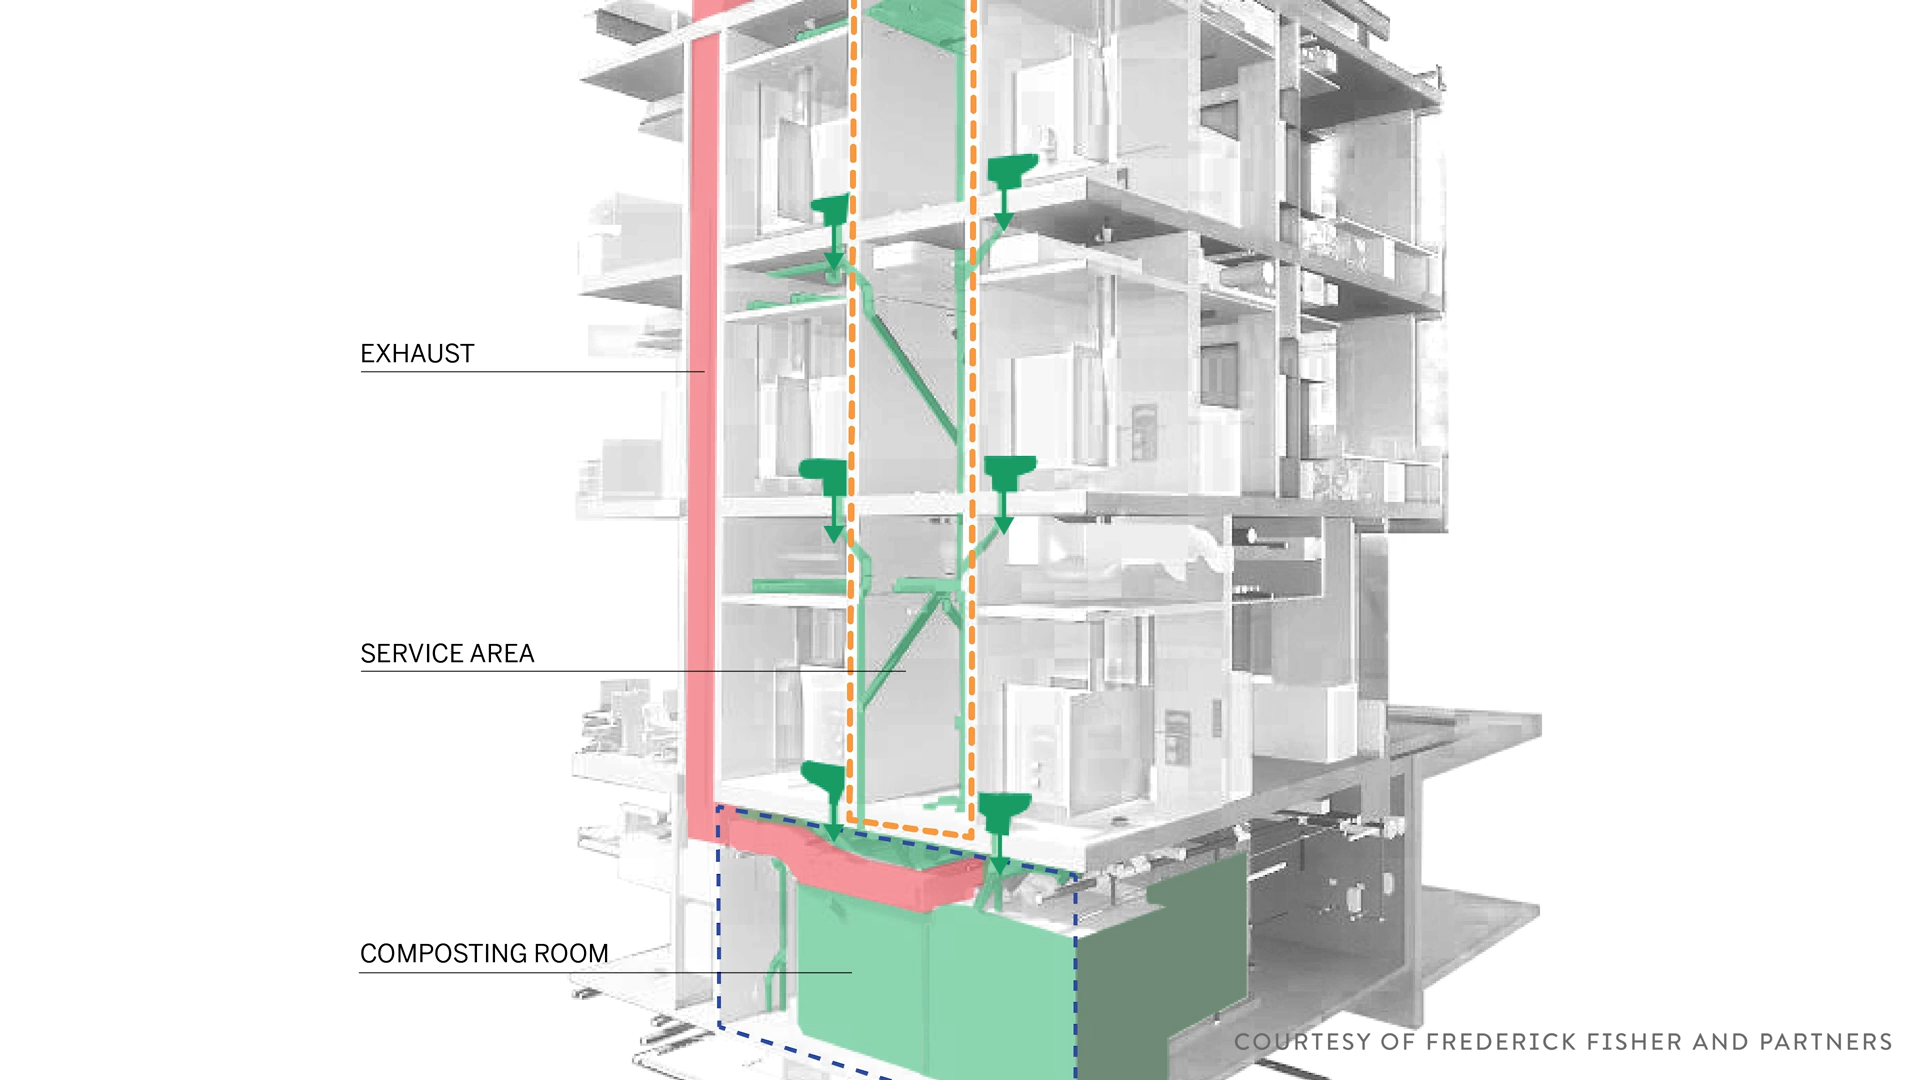 EXHAUST
SERVICE AREA
COMPOSTING ROOM
COURTESY OF FREDERICK FISHER AND PARTNERS